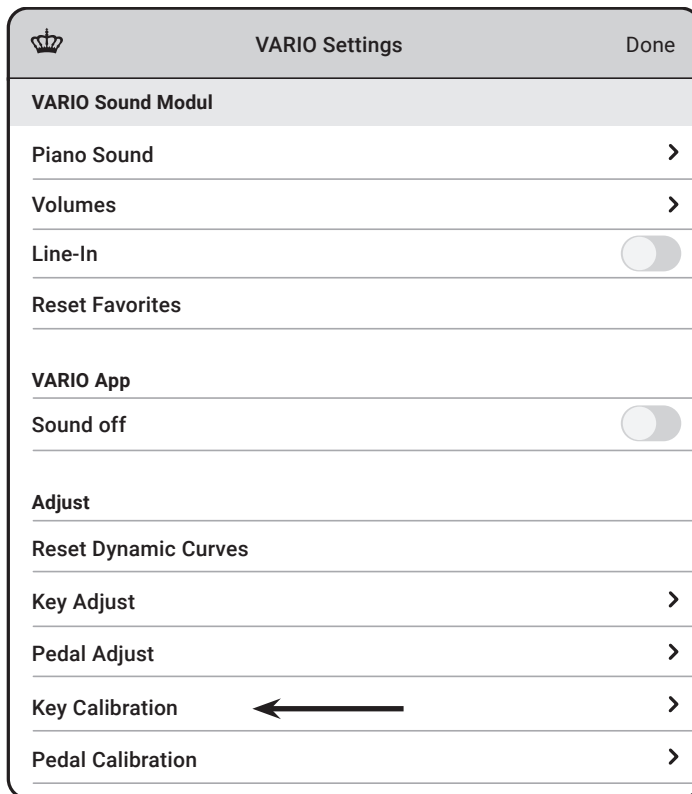 VARIO Settings Done
VARIO Sound Modul
Piano Sound
Volumes
Line-In
Reset Favorites
VARIO App
Sound off
Adjust
Reset Dynamic Curves
Key Adjust
Pedal Adjust
Key Calibration
Pedal Calibration